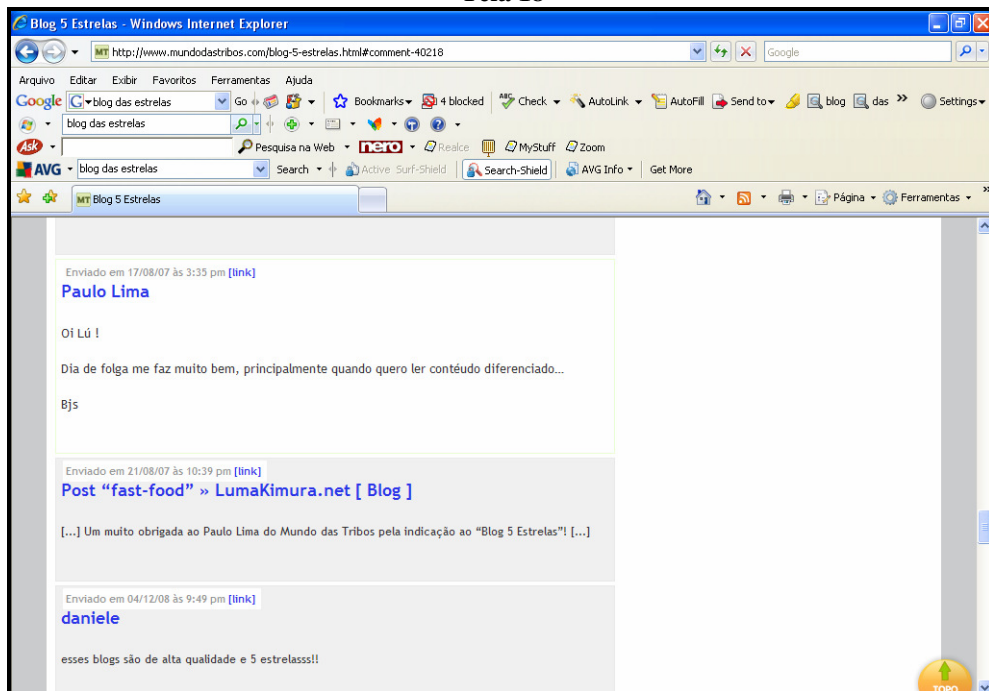 Blog 5 Estrelas - Windows Internet Explorer
MT http://www.mundodastribos.com/blog-5-estrelas.html#comment-40218 Google
Arquivo Editar Exibir Favoritos Ferramentas Ajuda
Google G blog das estrelas Go Bookmarks 4 blocked ABC Check AutoLink AutoFill Send to blog das >> Settings
blog das estrelas
Ask Pesquisa na Web nero Realce MyStuff Zoom
AVG blog das estrelas Search Active Surf-Shield Search-Shield AVG Info Get More
MT Blog 5 Estrelas Página Ferramentas >>
Enviado em 17/08/07 às 3:35 pm [link]
Paulo Lima
Oi Lú !
Dia de folga me faz muito bem, principalmente quando quero ler contéudo diferenciado...
Bjs
Enviado em 21/08/07 às 10:39 pm [link]
Post “fast-food” » LumaKimura.net [ Blog ]
[...] Um muito obrigada ao Paulo Lima do Mundo das Tribos pela indicação ao “Blog 5 Estrelas”! [...]
Enviado em 04/12/08 às 9:49 pm [link]
daniele
esses blogs são de alta qualidade e 5 estrelasss!!
TOPO